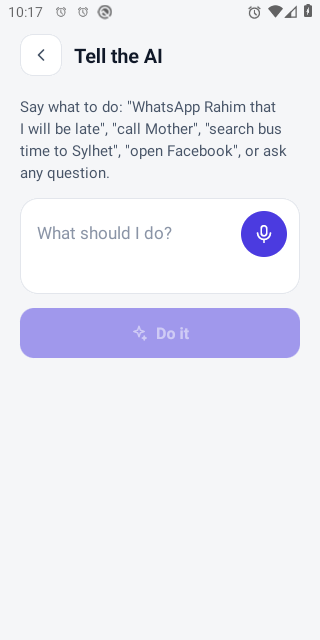 10:17
Tell the AI
Say what to do: "WhatsApp Rahim that
I will be late", "call Mother", "search bus
time to Sylhet", "open Facebook", or ask
any question.
What should I do?
Do it